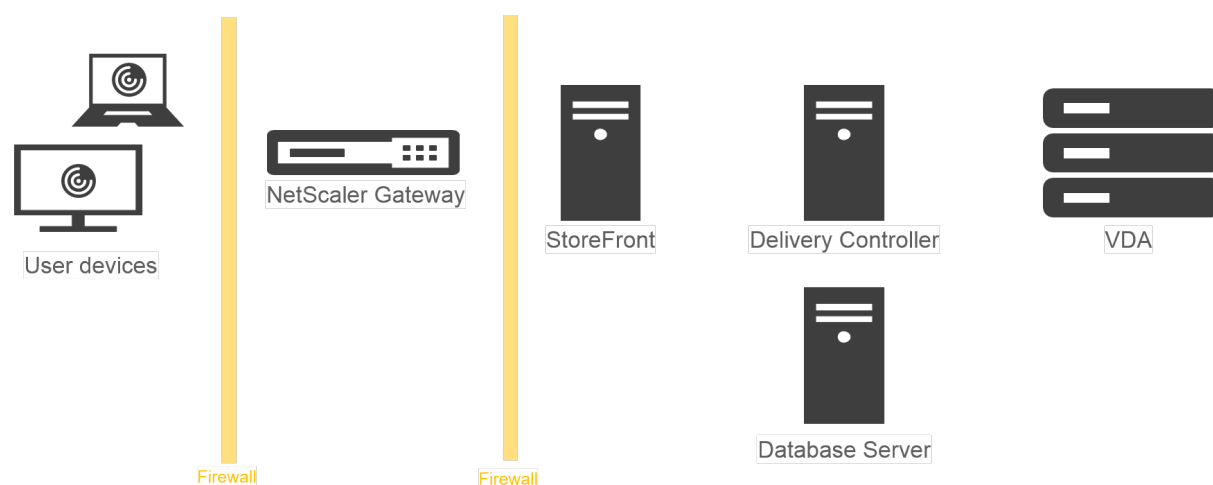 User devices
Firewall
NetScaler Gateway
Firewall
StoreFront
Delivery Controller
VDA
Database Server